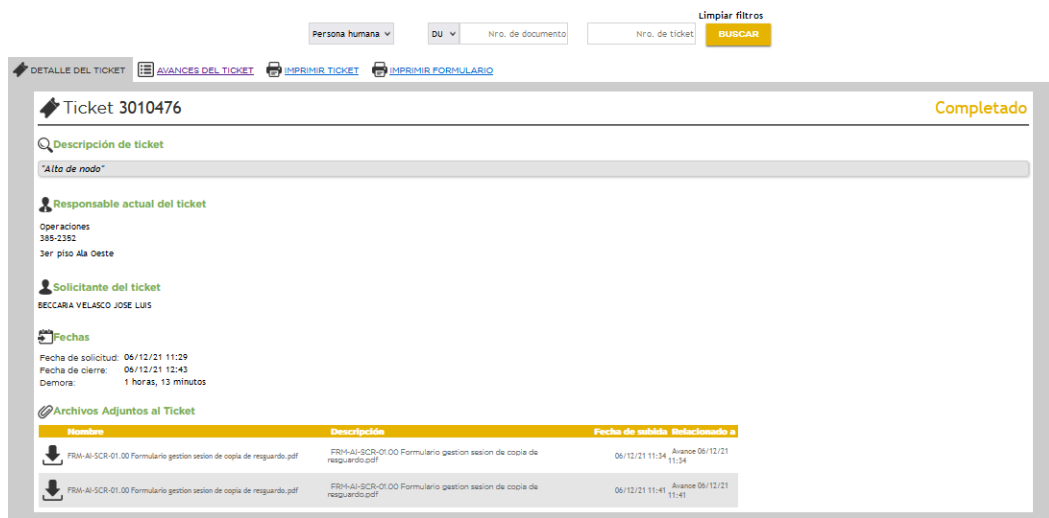 Limpiar filtros
Persona humana DU Nro. de documento Nro. de ticket BUSCAR
DETALLE DEL TICKET AVANCES DEL TICKET IMPRIMIR TICKET IMPRIMIR FORMULARIO
Ticket 3010476 Completado
Descripción de ticket
"Alta de nodo"
Responsable actual del ticket
Operaciones
385-2352
3er piso Ala Oeste
Solicitante del ticket
BECCARIA VELASCO JOSE LUIS
Fechas
Fecha de solicitud: 06/12/21 11:29
Fecha de cierre: 06/12/21 12:43
Demora: 1 horas, 13 minutos
Archivos Adjuntos al Ticket
Nombre Descripción Fecha de subida Relacionado a
FRM-AI-SCR-01.00 Formulario gestion sesion de copia de resguardo.pdf FRM-AI-SCR-01.00 Formulario gestion sesion de copia de 06/12/21 11:34 Avance 06/12/21
resguardo.pdf 11:34
FRM-AI-SCR-01.00 Formulario gestion sesion de copia de resguardo.pdf FRM-AI-SCR-01.00 Formulario gestion sesion de copia de 06/12/21 11:41 Avance 06/12/21
resguardo.pdf 11:41